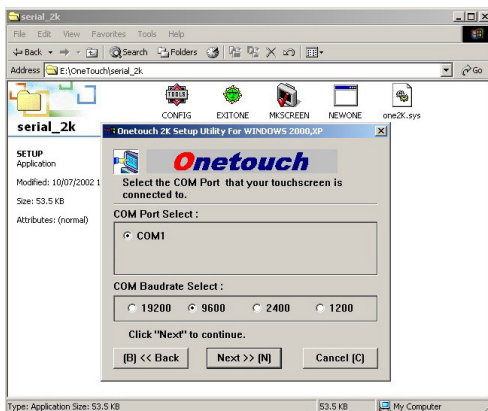 serial_2k
File Edit View Favorites Tools Help
Back Search Folders
Address E:\OneTouch\serial_2k Go
CONFIG EXITONE MKSCREEN NEWONE one2K.sys
serial_2k
SETUP
Application
Modified: 10/07/2002 1
Size: 53.5 KB
Attributes: (normal)
Onetouch 2K Setup Utility For WINDOWS 2000,XP
Onetouch
Select the COM Port that your touchscreen is
connected to.
COM Port Select :
COM1
COM Baudrate Select :
19200 9600 2400 1200
Click "Next" to continue.
(B) << Back Next >> (N) Cancel (C)
Type: Application Size: 53.5 KB 53.5 KB My Computer